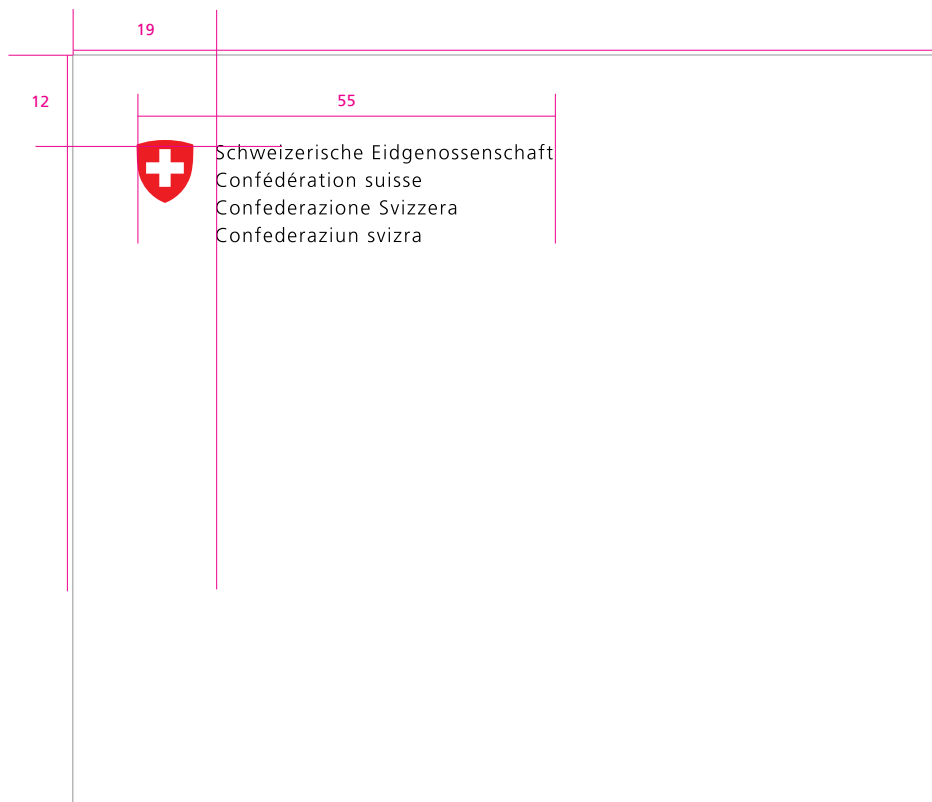 19
12
55
Schweizerische Eidgenossenschaft
Confédération suisse
Confederazione Svizzera
Confederaziun svizra